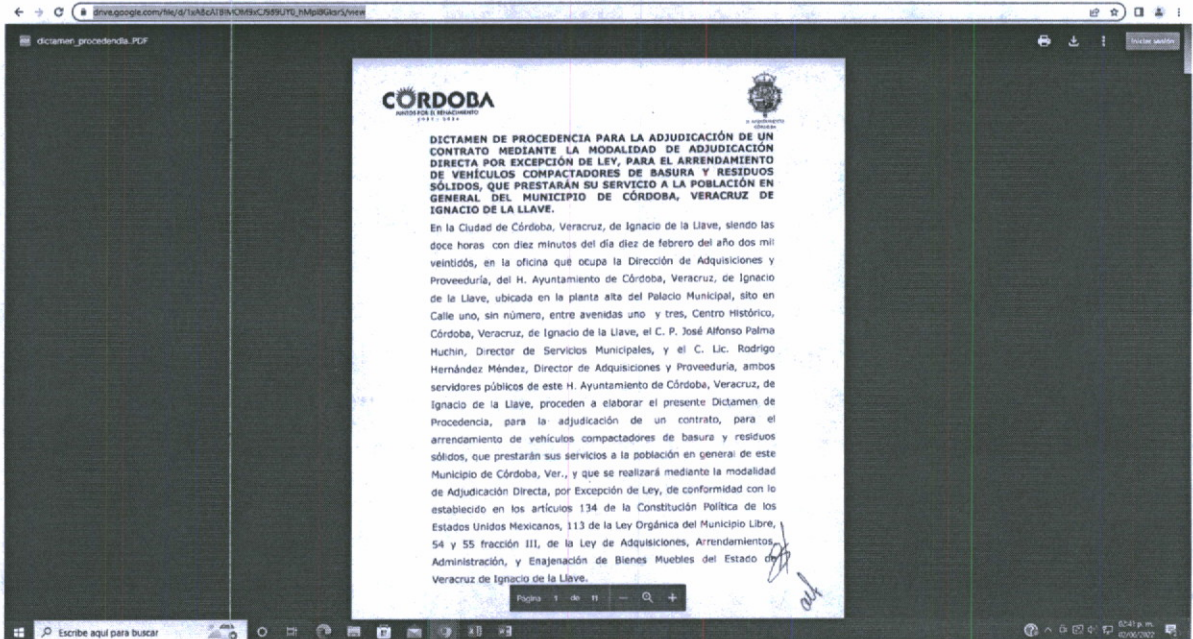 dictamen_procedendia..PDF
Iniciar sesión
CÓRDOBA
JUNTOS POR EL RENACIMIENTO
H. AYUNTAMIENTO
CÓRDOBA
DICTAMEN DE PROCEDENCIA PARA LA ADJUDICACIÓN DE UN
CONTRATO MEDIANTE LA MODALIDAD DE ADJUDICACIÓN
DIRECTA POR EXCEPCIÓN DE LEY, PARA EL ARRENDAMIENTO
DE VEHÍCULOS COMPACTADORES DE BASURA Y RESIDUOS
SÓLIDOS, QUE PRESTARÁN SU SERVICIO A LA POBLACIÓN EN
GENERAL DEL MUNICIPIO DE CÓRDOBA, VERACRUZ DE
IGNACIO DE LA LLAVE.
En la Ciudad de Córdoba, Veracruz, de Ignacio de la Llave, siendo las
doce horas con diez minutos del día diez de febrero del año dos mil
veintidós, en la oficina que ocupa la Dirección de Adquisiciones y
Proveeduría, del H. Ayuntamiento de Córdoba, Veracruz, de Ignacio
de la Llave, ubicada en la planta alta del Palacio Municipal, sito en
Calle uno, sin número, entre avenidas uno y tres, Centro Histórico,
Córdoba, Veracruz, de Ignacio de la Llave, el C. P. José Alfonso Palma
Huchin, Director de Servicios Municipales, y el C. Lic. Rodrigo
Hernández Méndez, Director de Adquisiciones y Proveeduría, ambos
servidores públicos de este H. Ayuntamiento de Córdoba, Veracruz, de
Ignacio de la Llave, proceden a elaborar el presente Dictamen de
Procedencia, para la adjudicación de un contrato, para el
arrendamiento de vehículos compactadores de basura y residuos
sólidos, que prestarán sus servicios a la población en general de este
Municipio de Córdoba, Ver., y que se realizará mediante la modalidad
de Adjudicación Directa, por Excepción de Ley, de conformidad con lo
establecido en los artículos 134 de la Constitución Política de los
Estados Unidos Mexicanos, 113 de la Ley Orgánica del Municipio Libre,
54 y 55 fracción III, de la Ley de Adquisiciones, Arrendamientos,
Administración, y Enajenación de Bienes Muebles del Estado de
Veracruz de Ignacio de la Llave.
Página 1 de 11
Escribe aquí para buscar
02:41 p. m.
02/06/2022